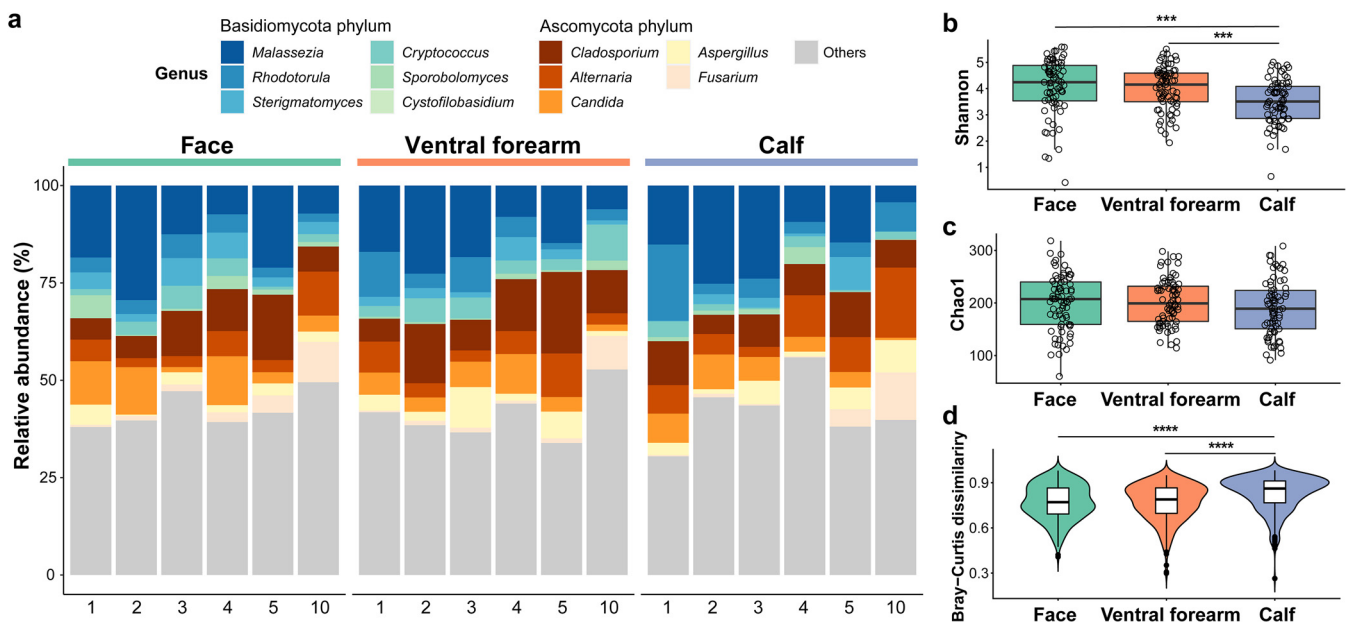 a
Basidiomycota phylum
Ascomycota phylum
Genus
Malassezia
Cryptococcus
Cladosporium
Aspergillus
Others
Rhodotorula
Sporobolomyces
Alternaria
Fusarium
Sterigmatomyces
Cystofilobasidium
Candida
Face
Ventral forearm
Calf
Relative abundance (%)
100
75
50
25
0
1 2 3 4 5 10
1 2 3 4 5 10
1 2 3 4 5 10
b
***
***
Shannon
5
4
3
2
1
Face Ventral forearm Calf
c
Chao1
300
200
100
Face Ventral forearm Calf
d
****
****
Bray−Curtis dissimilariry
0.9
0.6
0.3
Face Ventral forearm Calf